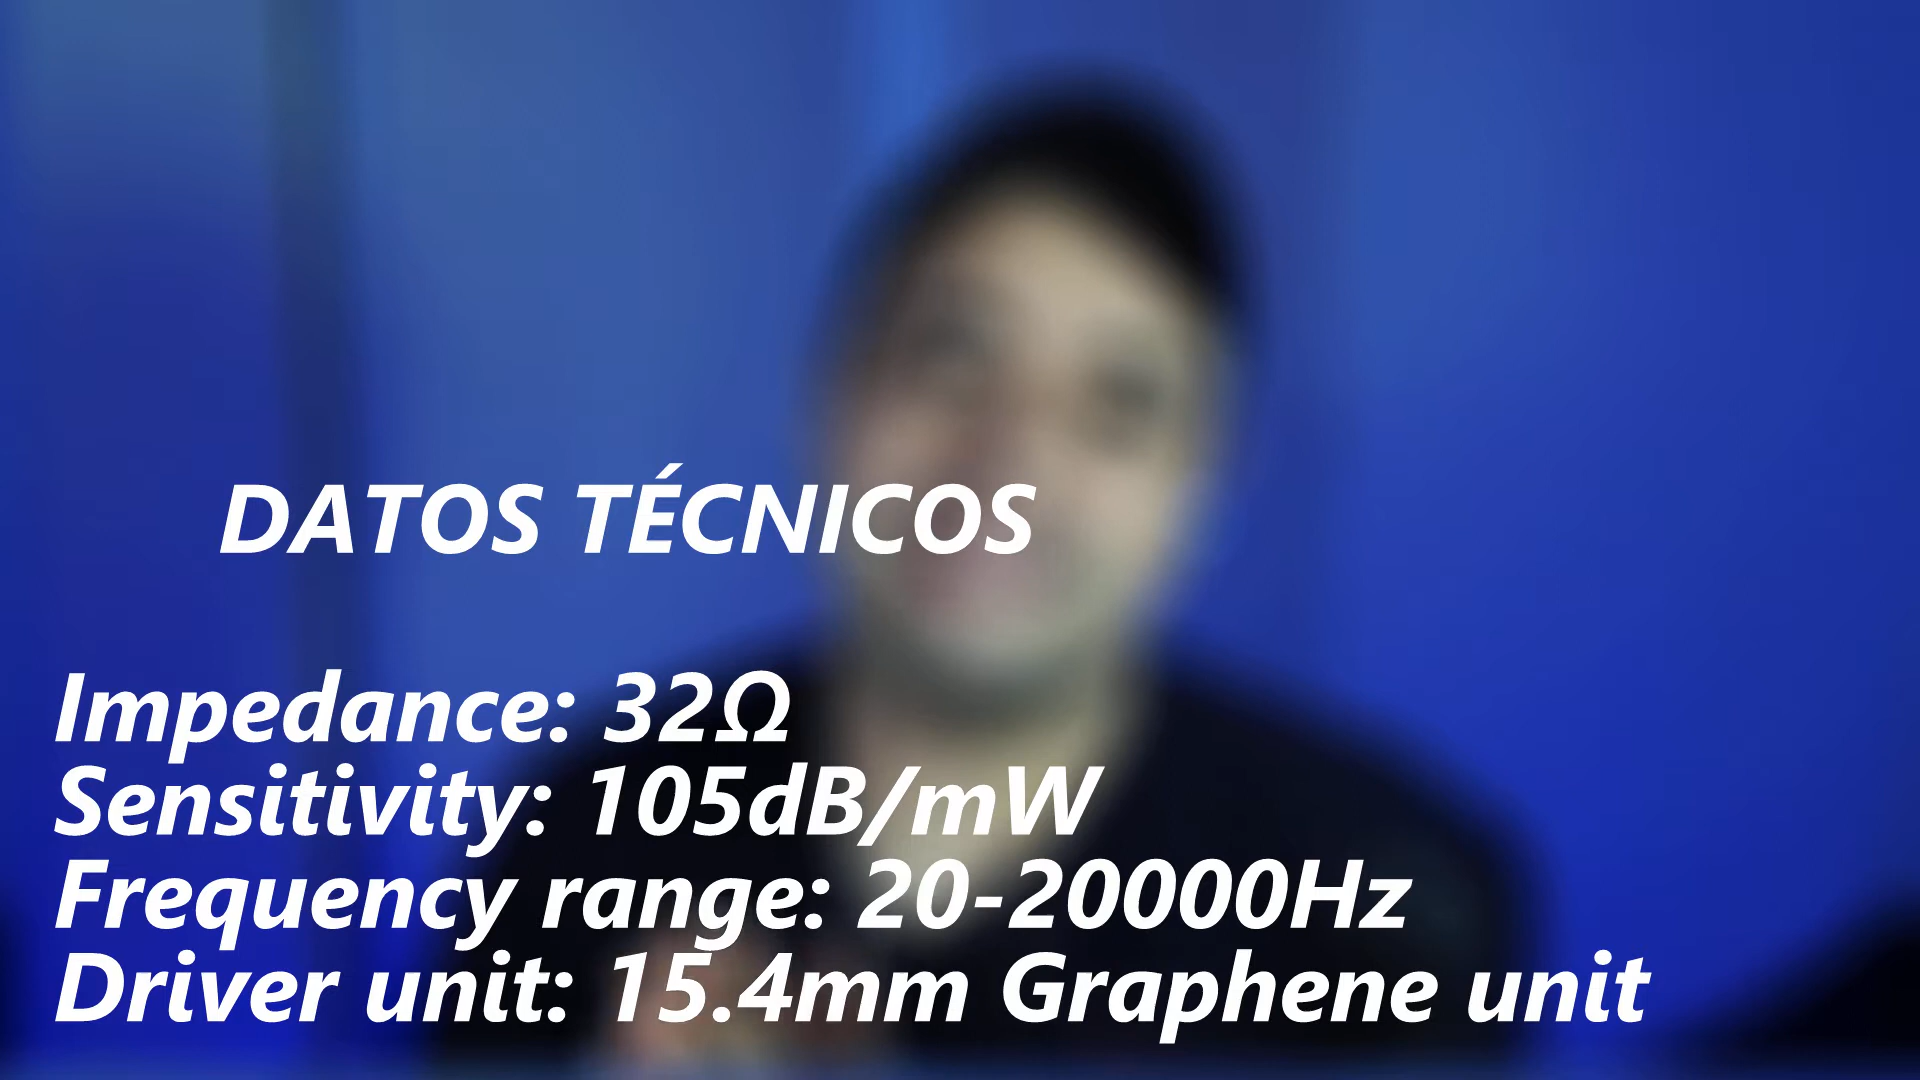 DATOS TÉCNICOS
Impedance: 32Ω
Sensitivity: 105dB/mW
Frequency range: 20-20000Hz
Driver unit: 15.4mm Graphene unit